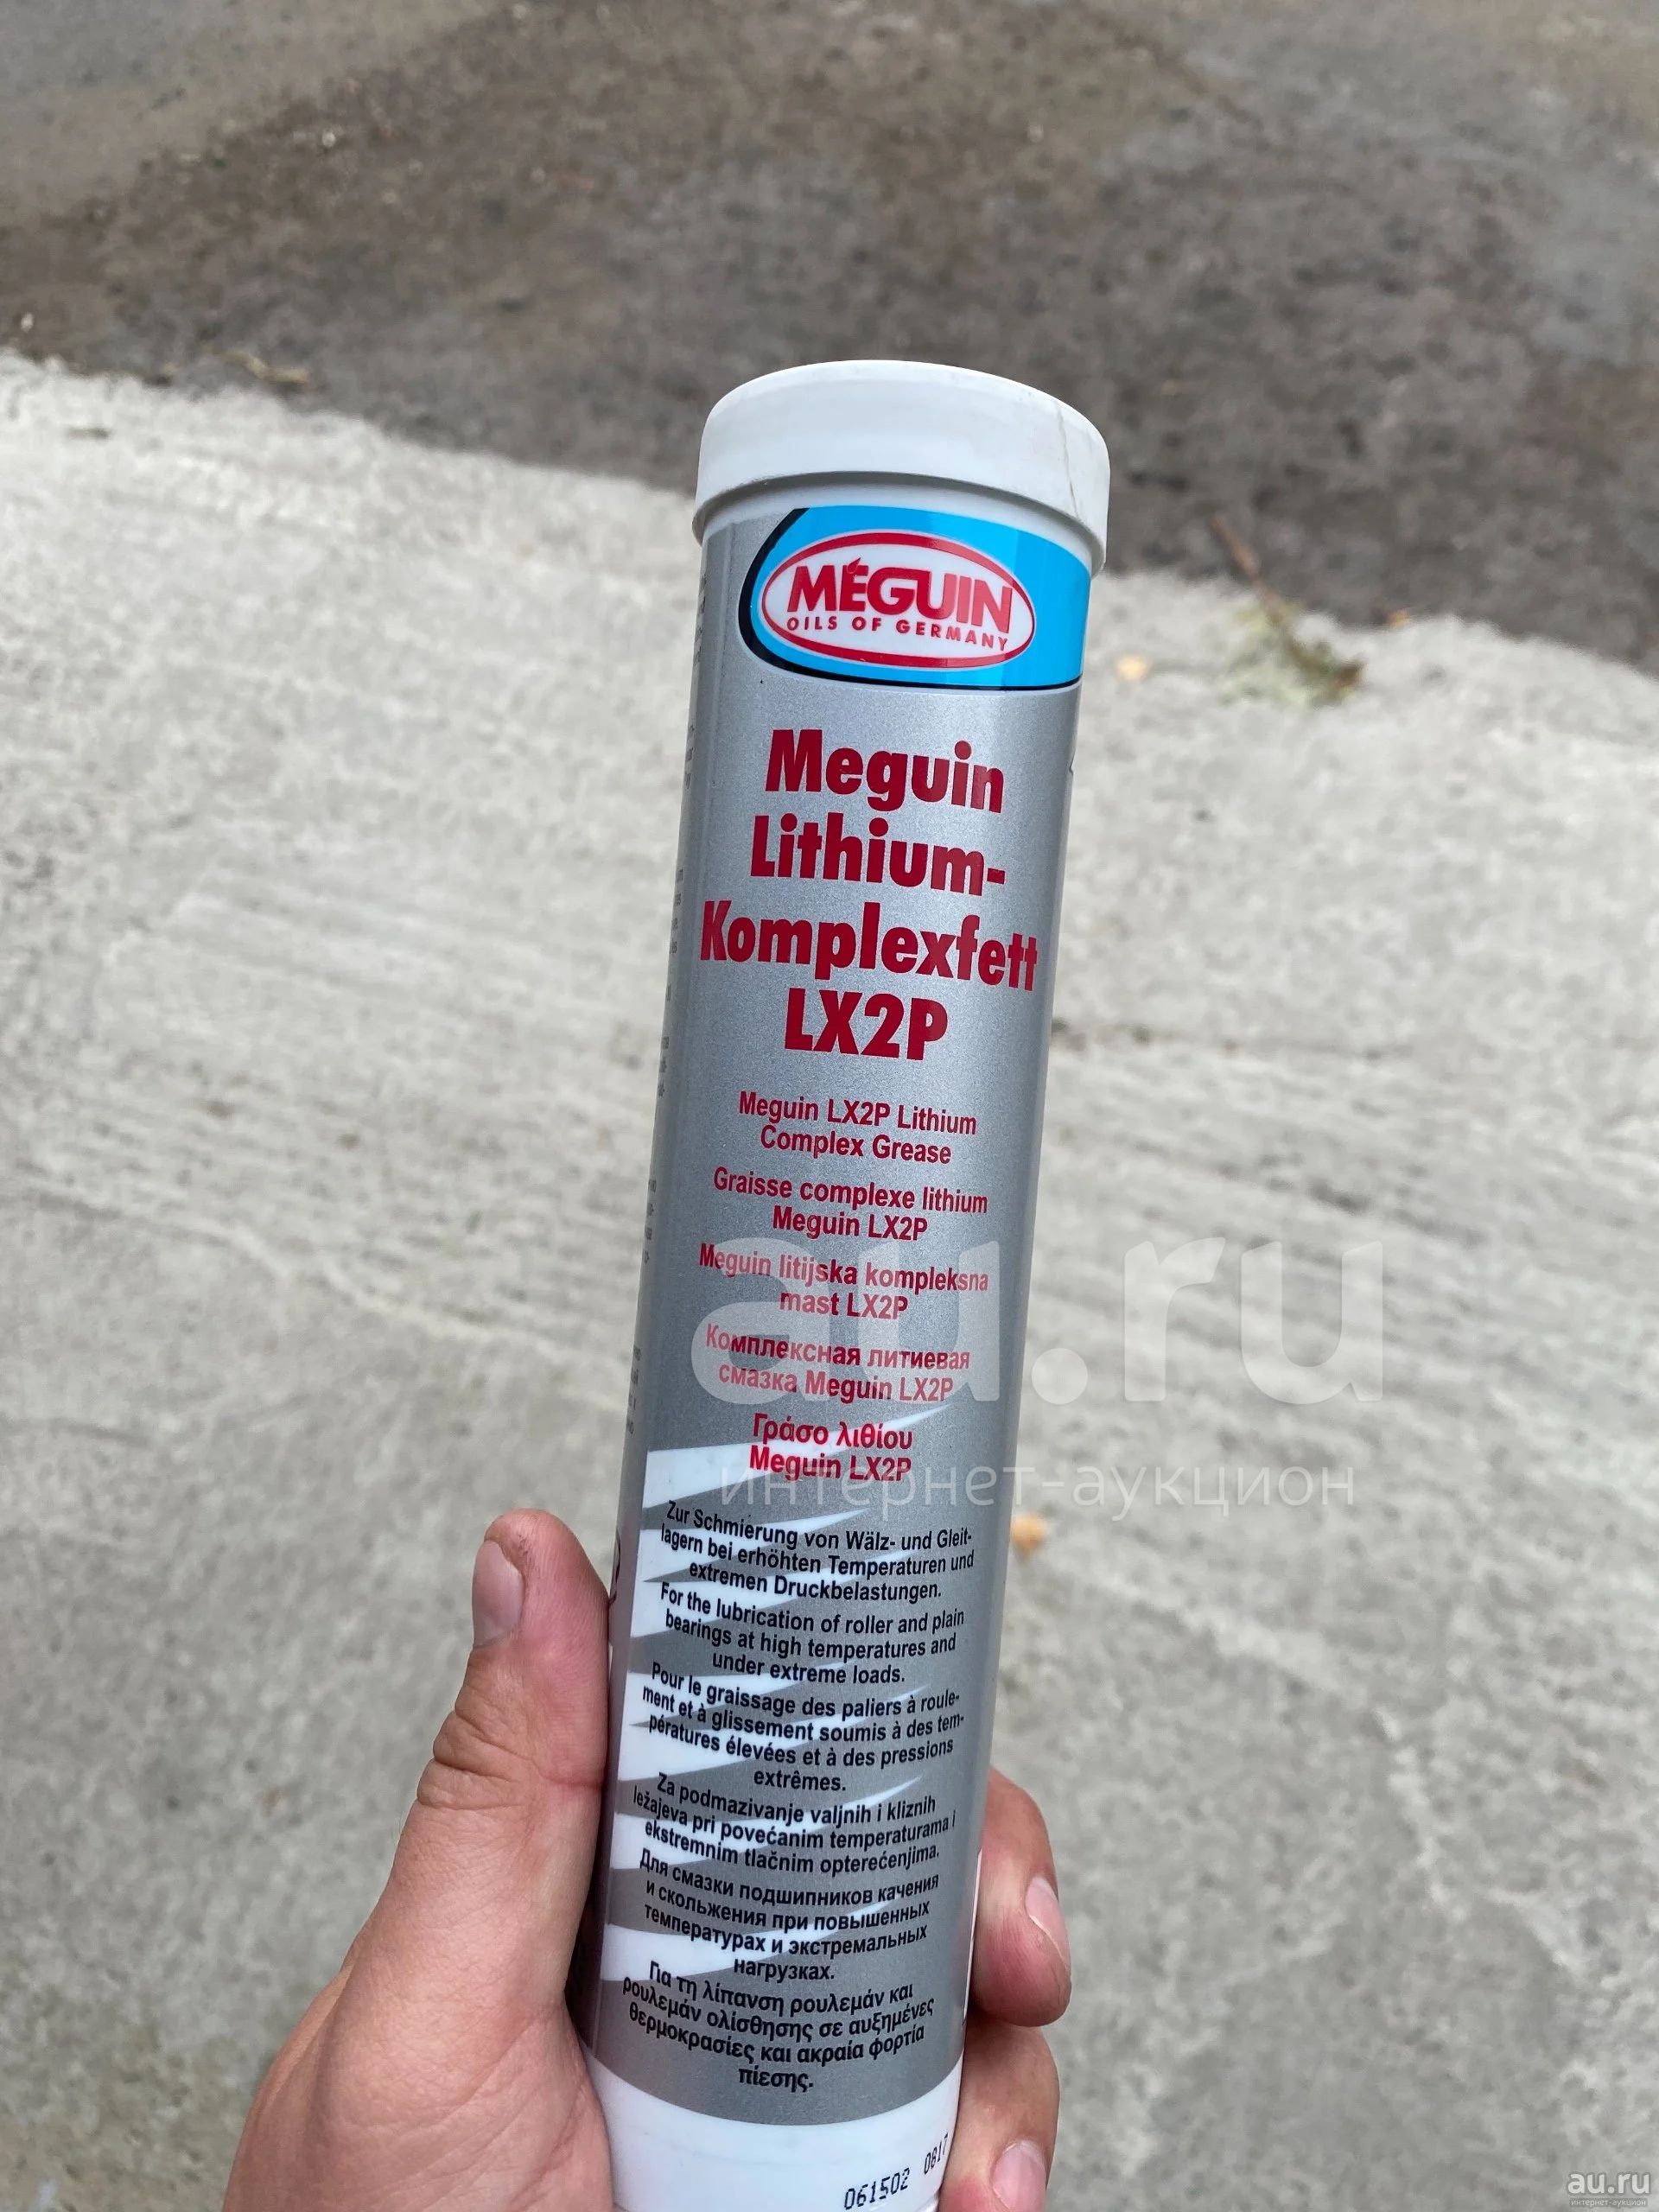 MÉGUIN
OILS OF GERMANY
Meguin
Lithium-
Komplexfett
LX2P
Meguin LX2P Lithium
Complex Grease
Graisse complexe lithium
Meguin LX2P
Meguin litijska kompleksna
mast LX2P
Комплексная литиевая
смазка Meguin LX2P
Γράσο λιθίου
Meguin LX2P
au.ru
интернет-аукцион
Zur Schmierung von Wälz- und Gleit-
lagern bei erhöhten Temperaturen und
extremen Druckbelastungen.
For the lubrication of roller and plain
bearings at high temperatures and
under extreme loads.
Pour le graissage des paliers à roule-
ment et à glissement soumis à des tem-
pératures élevées et à des pressions
extrêmes.
Za podmazivanje valjnih i kliznih
ležajeva pri povećanim temperaturama i
ekstremnim tlačnim opterećenjima.
Для смазки подшипников качения
и скольжения при повышенных
температурах и экстремальных
нагрузках.
Για τη λίπανση ρουλεμάν και
ρουλεμάν ολίσθησης σε αυξημένες
θερμοκρασίες και ακραία φορτία
πίεσης.
061502 0817
au.ru
интернет-аукцион